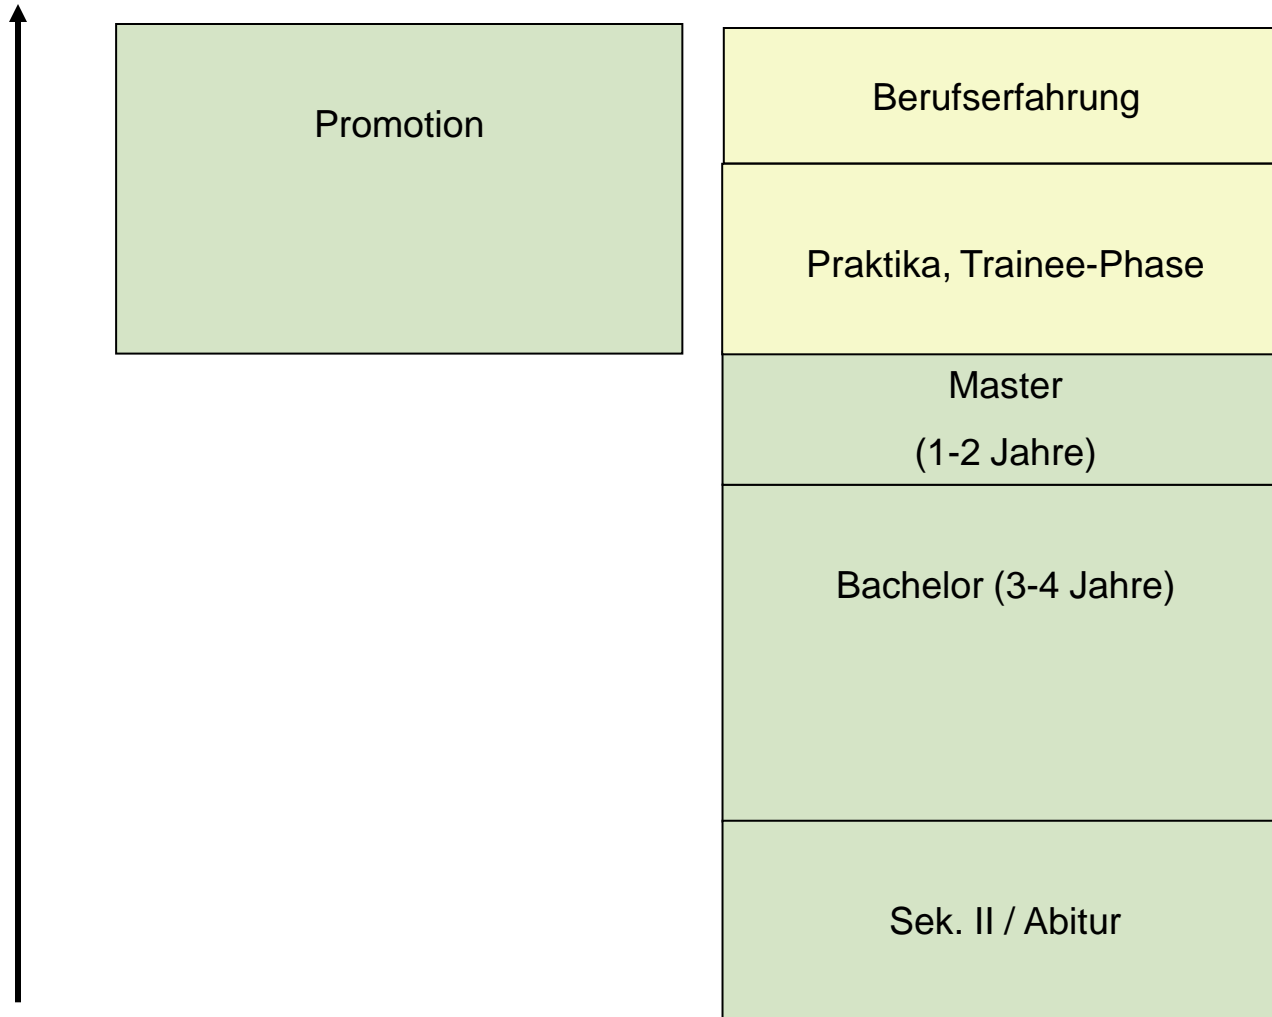 Promotion
Berufserfahrung
Praktika, Trainee-Phase
Master
(1-2 Jahre)
Bachelor (3-4 Jahre)
Sek. II / Abitur